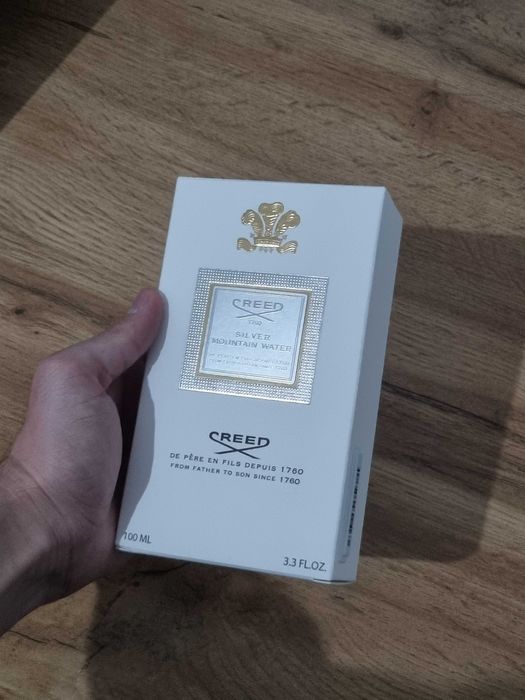 CREED
1760
SILVER
MOUNTAIN WATER
CREED
DE PÈRE EN FILS DEPUIS 1760
FROM FATHER TO SON SINCE 1760
100 ML
3.3 FL.OZ.